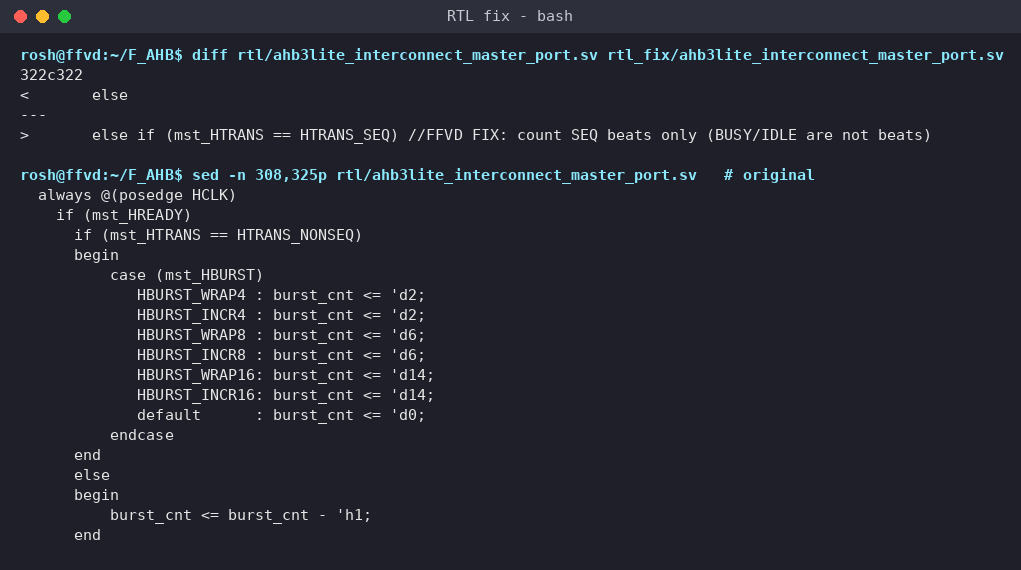 RTL fix - bash
rosh@ffvd:~/F_AHB$ diff rtl/ahb3lite_interconnect_master_port.sv rtl_fix/ahb3lite_interconnect_master_port.sv
322c322
<       else
---
>       else if (mst_HTRANS == HTRANS_SEQ) //FFVD FIX: count SEQ beats only (BUSY/IDLE are not beats)
rosh@ffvd:~/F_AHB$ sed -n 308,325p rtl/ahb3lite_interconnect_master_port.sv   # original
  always @(posedge HCLK)
    if (mst_HREADY)
      if (mst_HTRANS == HTRANS_NONSEQ)
      begin
          case (mst_HBURST)
             HBURST_WRAP4 : burst_cnt <= 'd2;
             HBURST_INCR4 : burst_cnt <= 'd2;
             HBURST_WRAP8 : burst_cnt <= 'd6;
             HBURST_INCR8 : burst_cnt <= 'd6;
             HBURST_WRAP16: burst_cnt <= 'd14;
             HBURST_INCR16: burst_cnt <= 'd14;
             default      : burst_cnt <= 'd0;
          endcase
      end
      else
      begin
          burst_cnt <= burst_cnt - 'h1;
      end